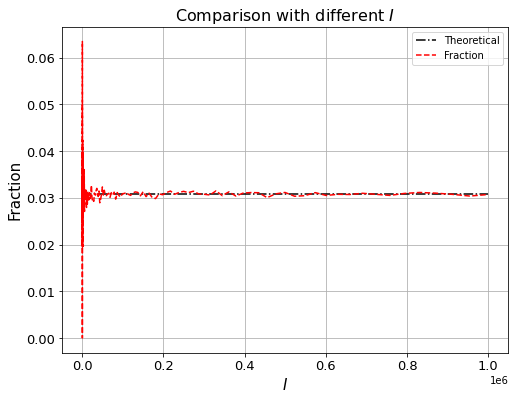 Comparison with different I
Theoretical
Fraction
Fraction
0.06
0.05
0.04
0.03
0.02
0.01
0.00
0.0 0.2 0.4 0.6 0.8 1.0
1e6
I